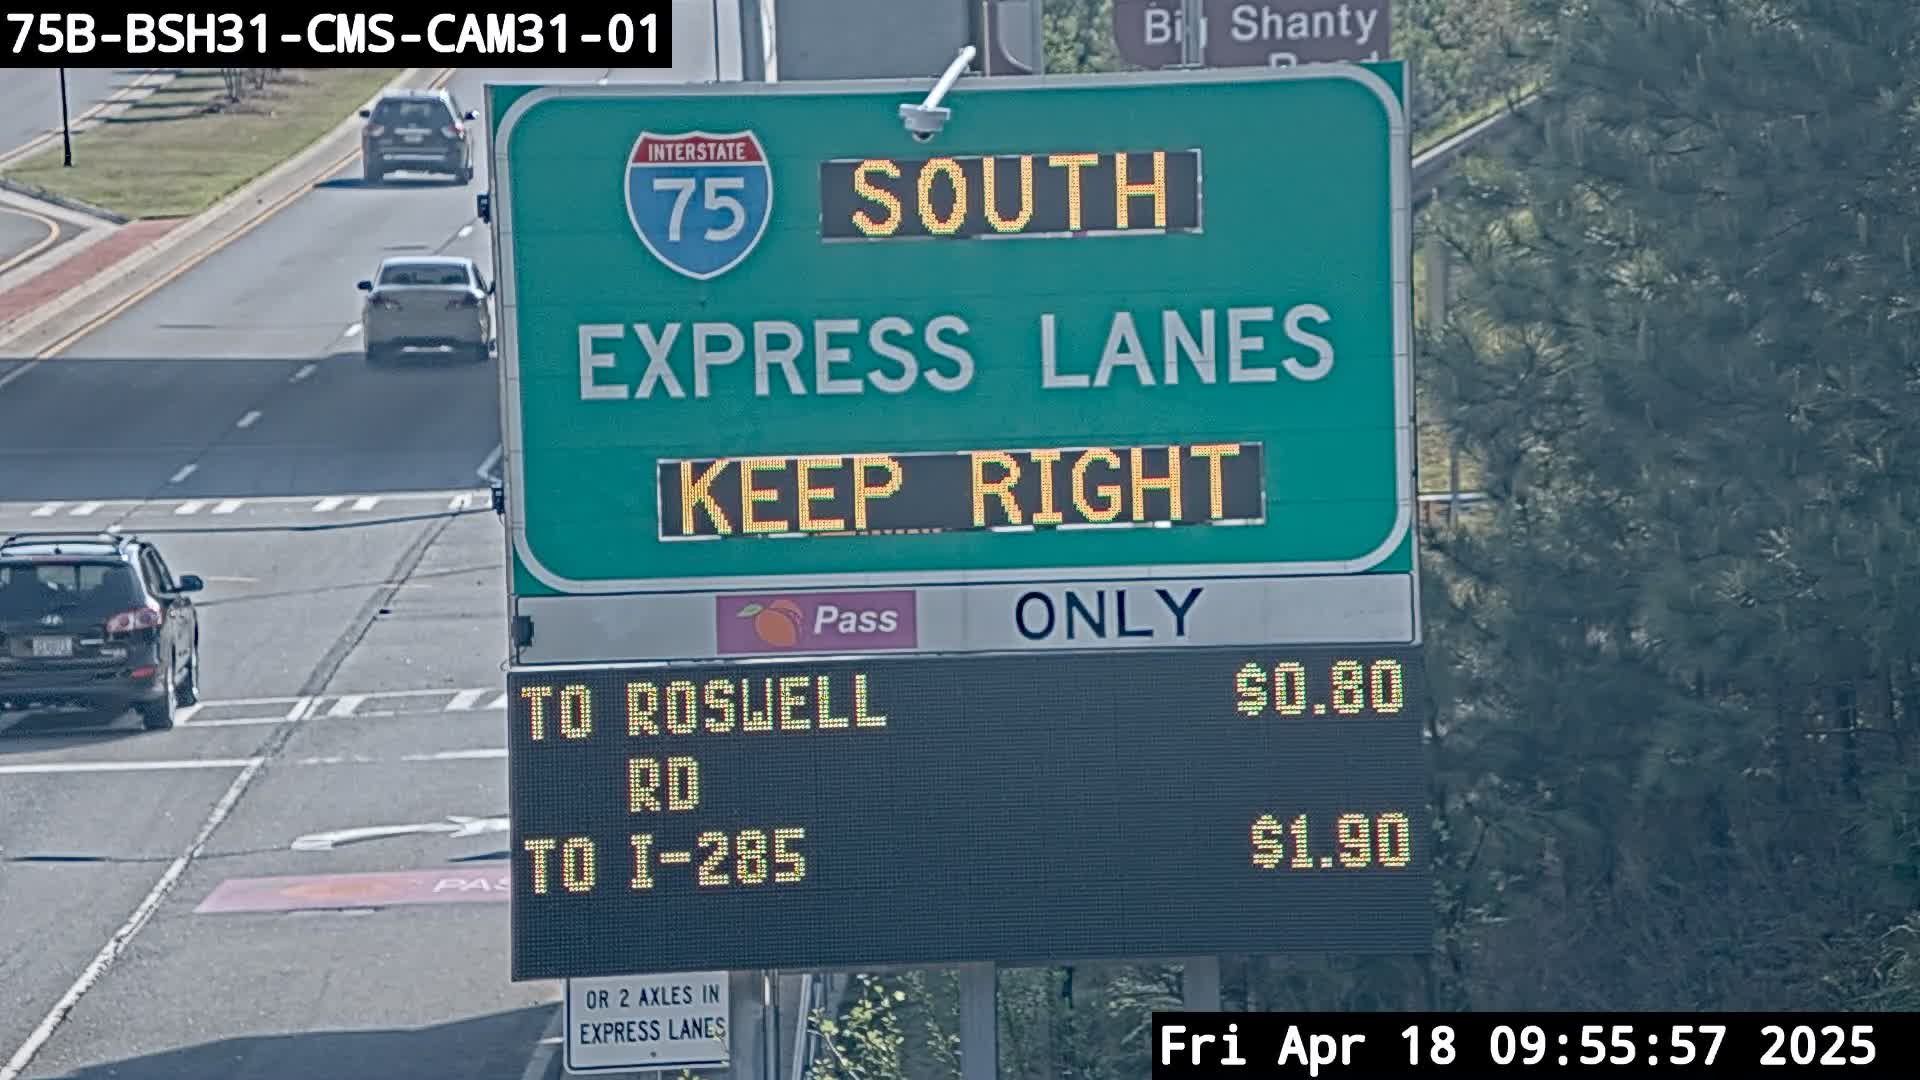 75B-BSH31-CMS-CAM31-01
Big Shanty
Road
INTERSTATE
75
SOUTH
EXPRESS LANES
KEEP RIGHT
Pass ONLY
TO ROSWELL $0.80
RD
TO I-285 $1.90
PAS
OR 2 AXLES IN
EXPRESS LANES
Fri Apr 18 09:55:57 2025